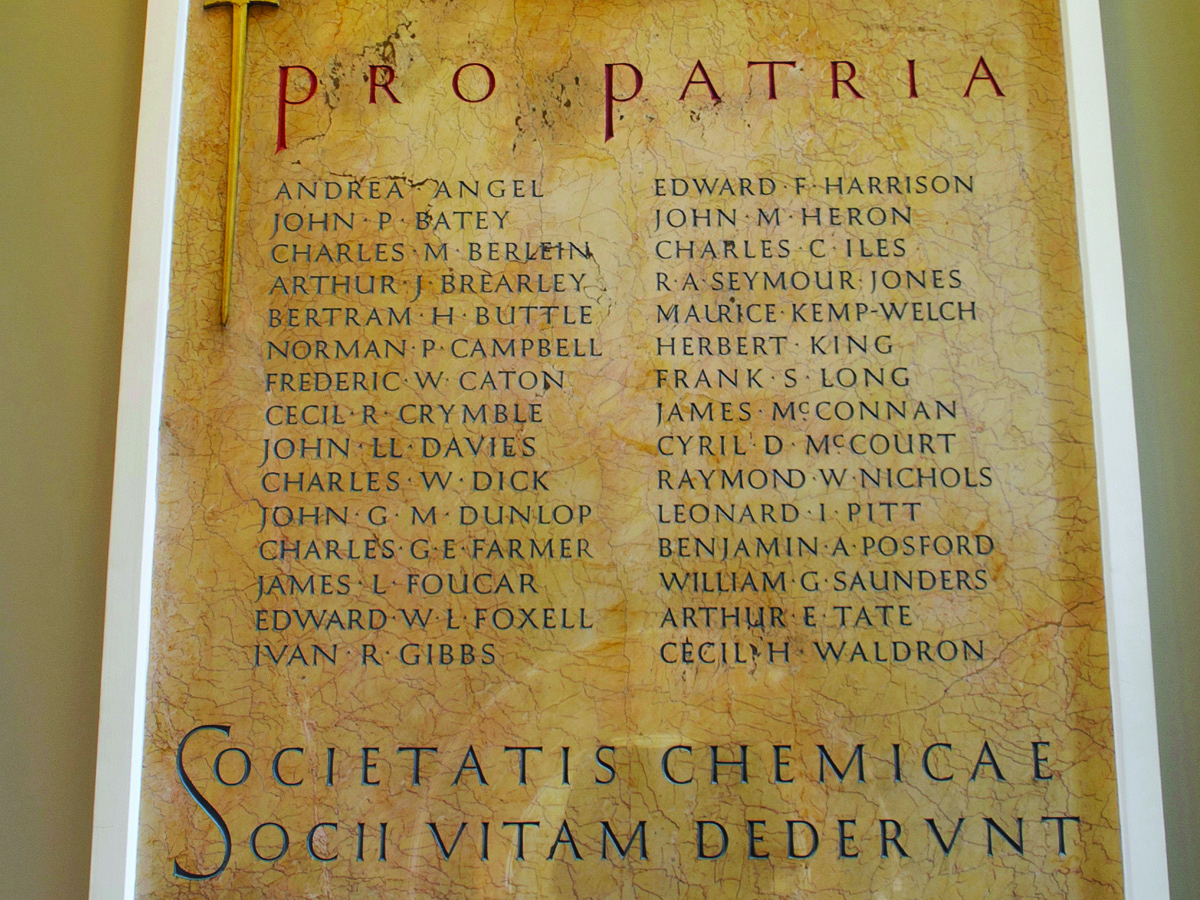 PRO PATRIA
ANDREA ANGEL
JOHN · P · BATEY
CHARLES · M · BERLEIN
ARTHUR · J · BREARLEY
BERTRAM · H · BUTTLE
NORMAN · P · CAMPBELL
FREDERIC · W · CATON
CECIL · R · CRYMBLE
JOHN · LL · DAVIES
CHARLES · W · DICK
JOHN · G · M · DUNLOP
CHARLES · G · E · FARMER
JAMES · L · FOUCAR
EDWARD · W · L · FOXELL
IVAN · R · GIBBS
EDWARD · F · HARRISON
JOHN · M · HERON
CHARLES · C · ILES
R · A · SEYMOUR · JONES
MAURICE · KEMP-WELCH
HERBERT · KING
FRANK · S · LONG
JAMES · McCONNAN
CYRIL · D · McCOURT
RAYMOND · W · NICHOLS
LEONARD · I · PITT
BENJAMIN · A · POSFORD
WILLIAM · G · SAUNDERS
ARTHUR · E · TATE
CECIL · H · WALDRON
SOCIETATIS CHEMICAE
SOCII VITAM DEDERVNT